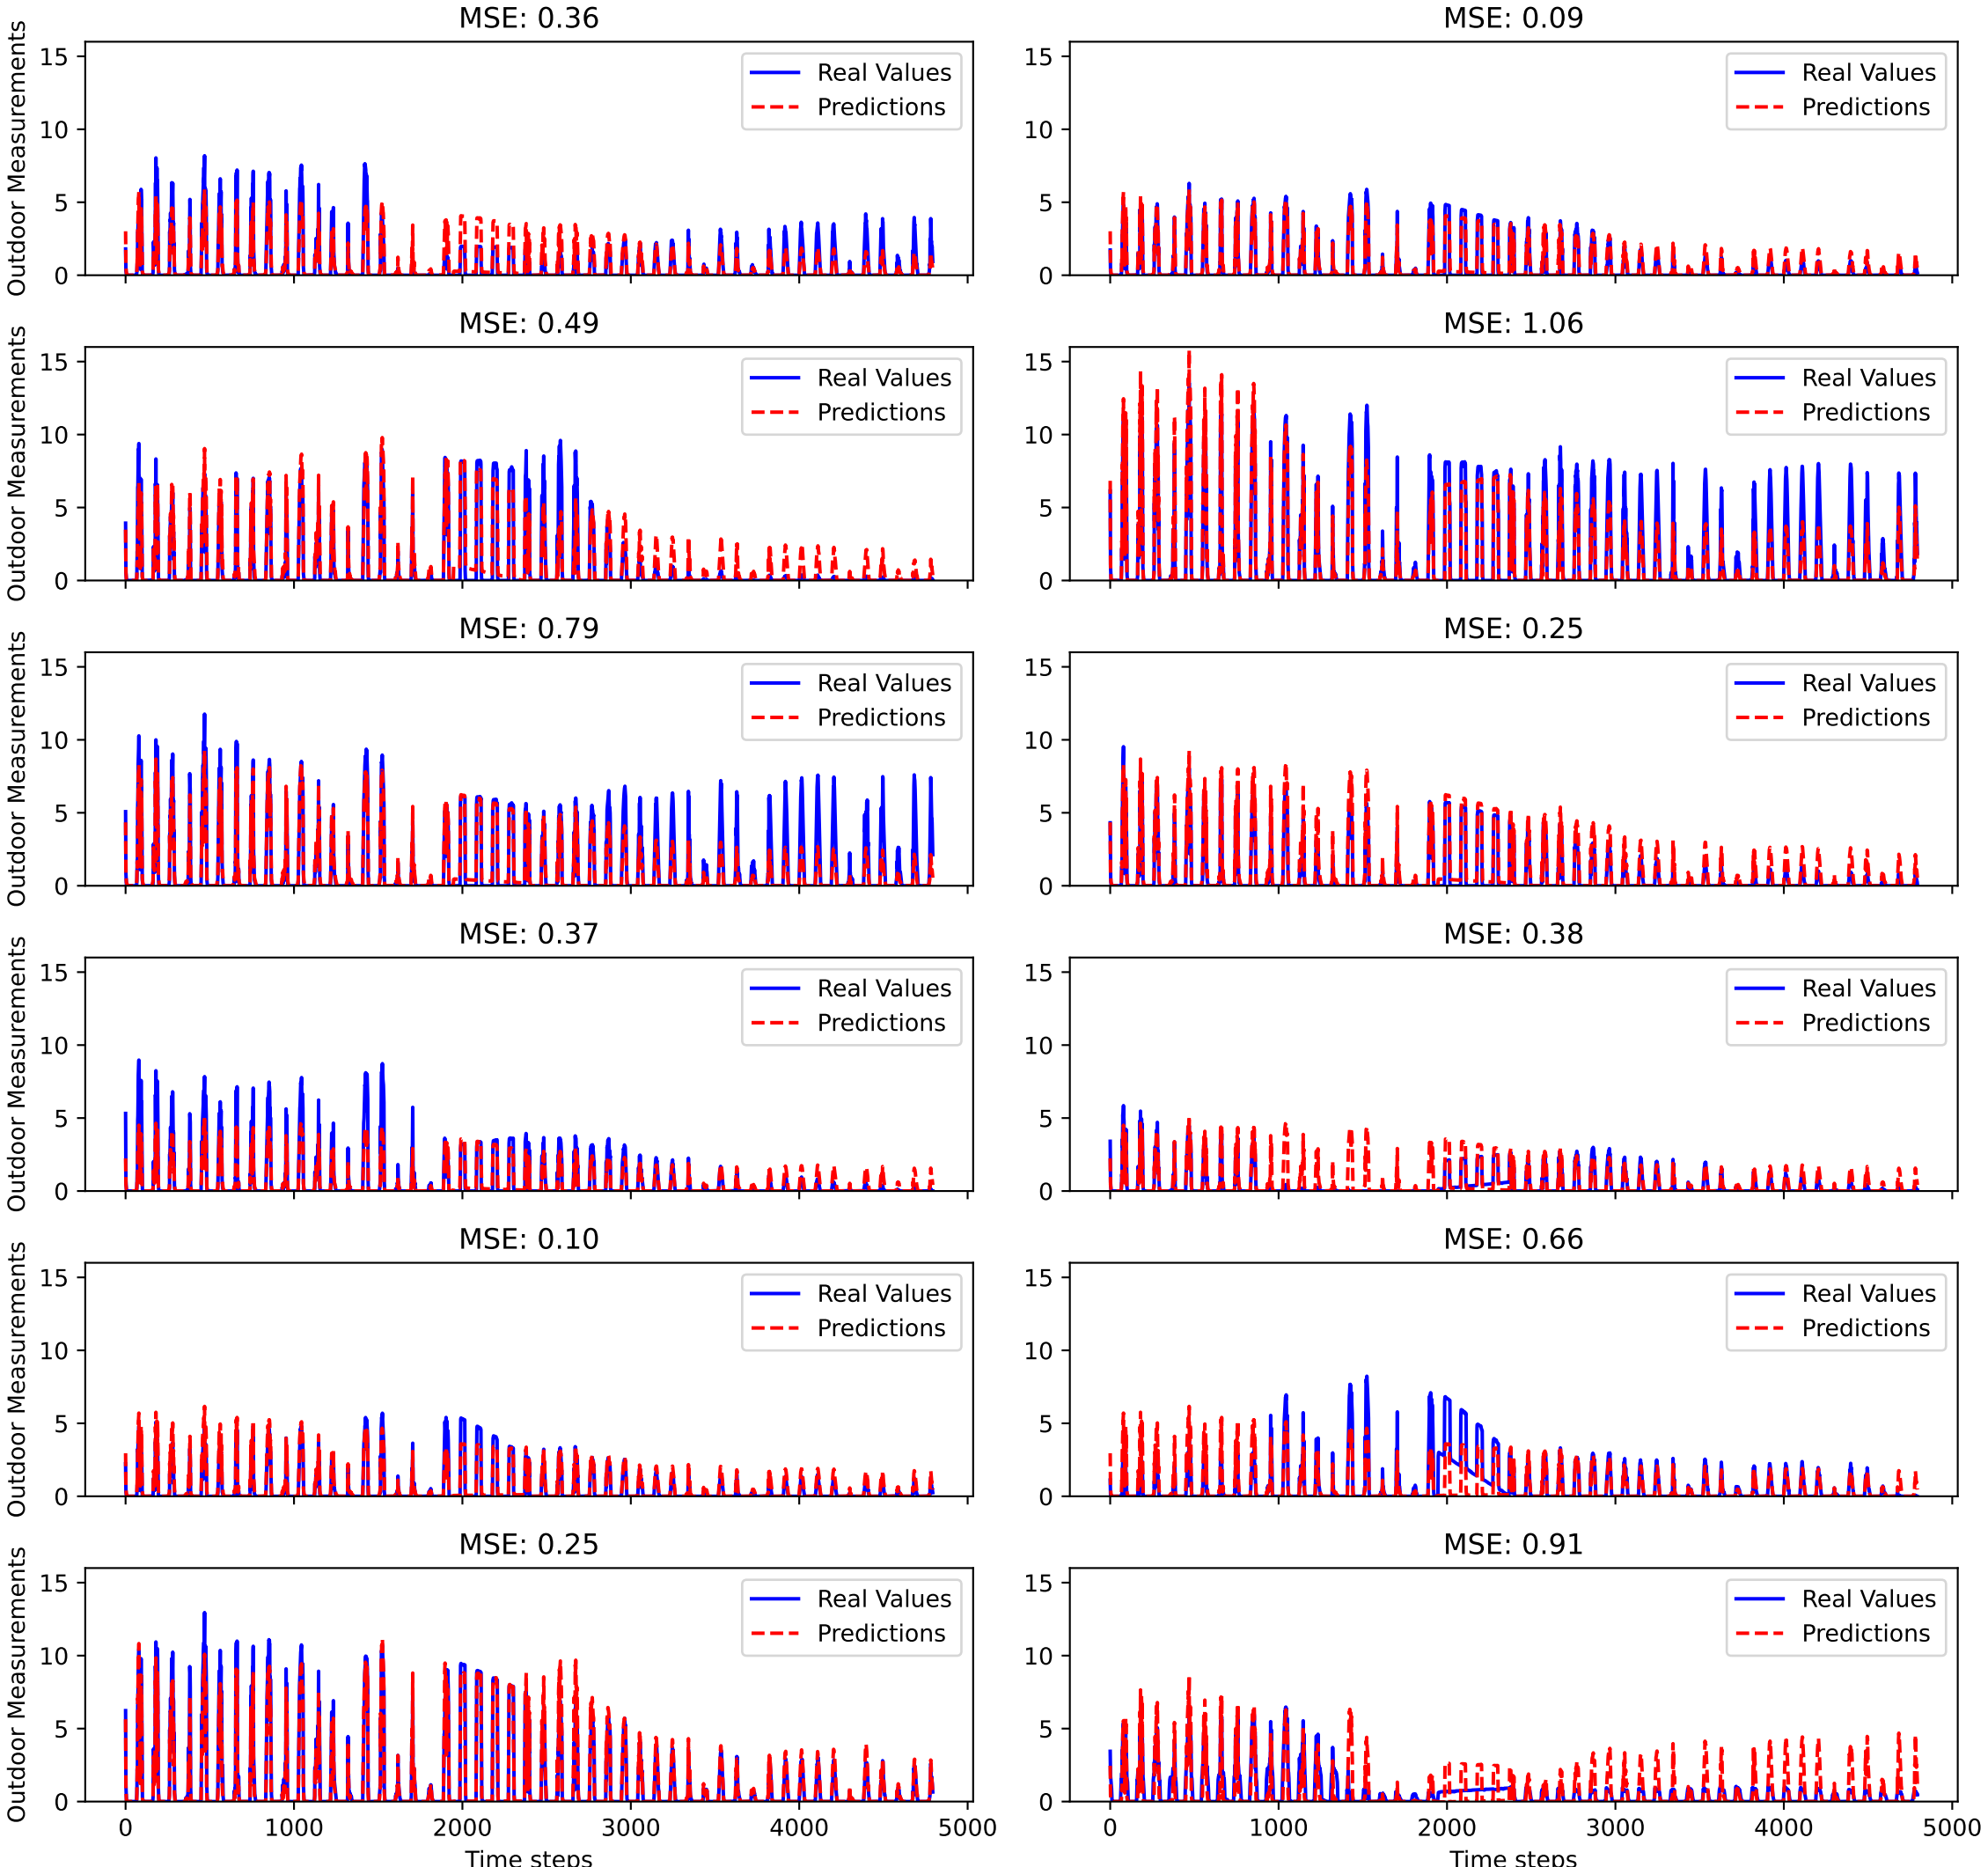 MSE: 0.36
MSE: 0.09
Outdoor Measurements
15
10
5
0
Real Values
Predictions
15
10
5
0
Real Values
Predictions
MSE: 0.49
MSE: 1.06
Outdoor Measurements
15
10
5
0
Real Values
Predictions
15
10
5
0
Real Values
Predictions
MSE: 0.79
MSE: 0.25
Outdoor Measurements
15
10
5
0
Real Values
Predictions
15
10
5
0
Real Values
Predictions
MSE: 0.37
MSE: 0.38
Outdoor Measurements
15
10
5
0
Real Values
Predictions
15
10
5
0
Real Values
Predictions
MSE: 0.10
MSE: 0.66
Outdoor Measurements
15
10
5
0
Real Values
Predictions
15
10
5
0
Real Values
Predictions
MSE: 0.25
MSE: 0.91
Outdoor Measurements
15
10
5
0
Real Values
Predictions
15
10
5
0
Real Values
Predictions
0 1000 2000 3000 4000 5000
0 1000 2000 3000 4000 5000
Time steps
Time steps